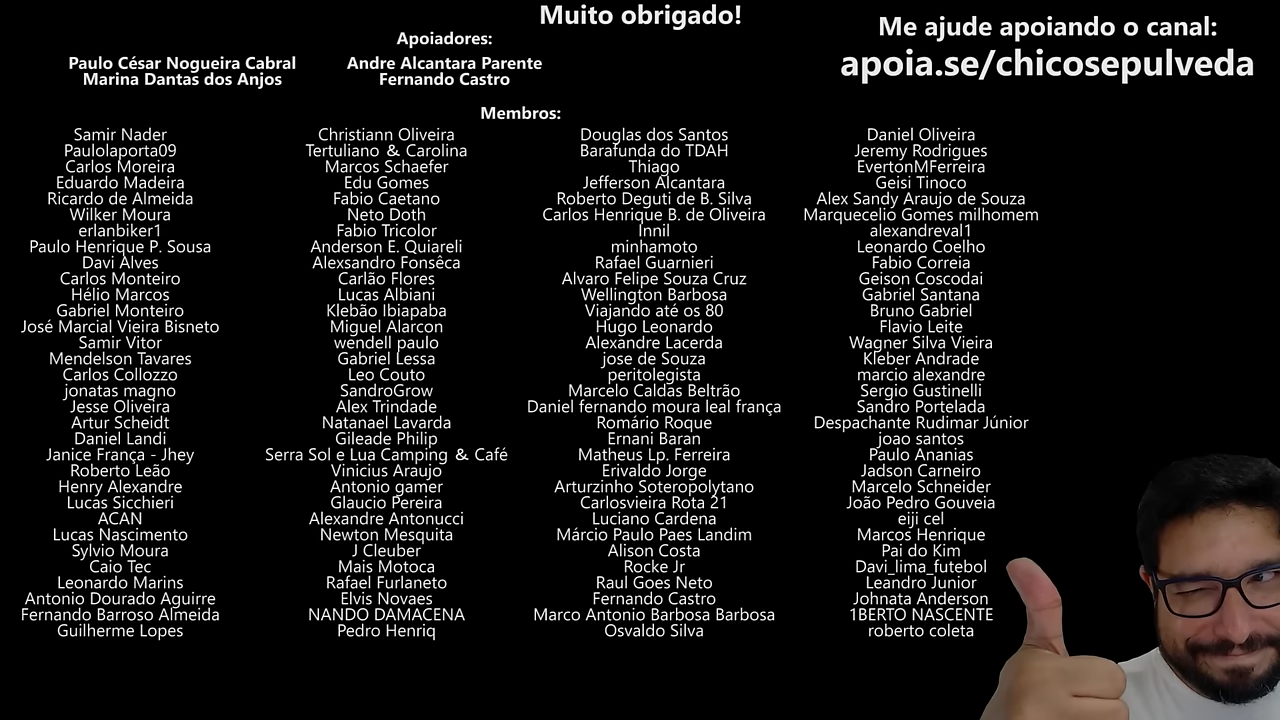 Muito obrigado!
Me ajude apoiando o canal:
apoia.se/chicosepulveda
Apoiadores:
Paulo César Nogueira Cabral
Marina Dantas dos Anjos
Andre Alcantara Parente
Fernando Castro
Membros:
Samir Nader
Paulolaporta09
Carlos Moreira
Eduardo Madeira
Ricardo de Almeida
Wilker Moura
erlanbiker1
Paulo Henrique P. Sousa
Davi Alves
Carlos Monteiro
Hélio Marcos
Gabriel Monteiro
José Marcial Vieira Bisneto
Samir Vitor
Mendelson Tavares
Carlos Collozzo
jonatas magno
Jesse Oliveira
Artur Scheidt
Daniel Landi
Janice França - Jhey
Roberto Leão
Henry Alexandre
Lucas Sicchieri
ACAN
Lucas Nascimento
Sylvio Moura
Caio Tec
Leonardo Marins
Antonio Dourado Aguirre
Fernando Barroso Almeida
Guilherme Lopes
Christiann Oliveira
Tertuliano & Carolina
Marcos Schaefer
Edu Gomes
Fabio Caetano
Neto Doth
Fabio Tricolor
Anderson E. Quiareli
Alexsandro Fonsêca
Carlão Flores
Lucas Albiani
Klebão Ibiapaba
Miguel Alarcon
wendell paulo
Gabriel Lessa
Leo Couto
SandroGrow
Alex Trindade
Natanael Lavarda
Gileade Philip
Serra Sol e Lua Camping & Café
Vinicius Araujo
Antonio gamer
Glaucio Pereira
Alexandre Antonucci
Newton Mesquita
J Cleuber
Mais Motoca
Rafael Furlaneto
Elvis Novaes
NANDO DAMACENA
Pedro Henriq
Douglas dos Santos
Barafunda do TDAH
Thiago
Jefferson Alcantara
Roberto Deguti de B. Silva
Carlos Henrique B. de Oliveira
Innil
minhamoto
Rafael Guarnieri
Alvaro Felipe Souza Cruz
Wellington Barbosa
Viajando até os 80
Hugo Leonardo
Alexandre Lacerda
jose de Souza
peritolegista
Marcelo Caldas Beltrão
Daniel fernando moura leal frança
Romário Roque
Ernani Baran
Matheus Lp. Ferreira
Erivaldo Jorge
Arturzinho Soteropolytano
Carlosvieira Rota 21
Luciano Cardena
Márcio Paulo Paes Landim
Alison Costa
Rocke Jr
Raul Goes Neto
Fernando Castro
Marco Antonio Barbosa Barbosa
Osvaldo Silva
Daniel Oliveira
Jeremy Rodrigues
EvertonMFerreira
Geisi Tinoco
Alex Sandy Araujo de Souza
Marquecelio Gomes milhomem
alexandreval1
Leonardo Coelho
Fabio Correia
Geison Coscodai
Gabriel Santana
Bruno Gabriel
Flavio Leite
Wagner Silva Vieira
Kleber Andrade
marcio alexandre
Sergio Gustinelli
Sandro Portelada
Despachante Rudimar Júnior
joao santos
Paulo Ananias
Jadson Carneiro
Marcelo Schneider
João Pedro Gouveia
eiji cel
Marcos Henrique
Pai do Kim
Davi_lima_futebol
Leandro Junior
Johnata Anderson
1BERTO NASCENTE
roberto coleta